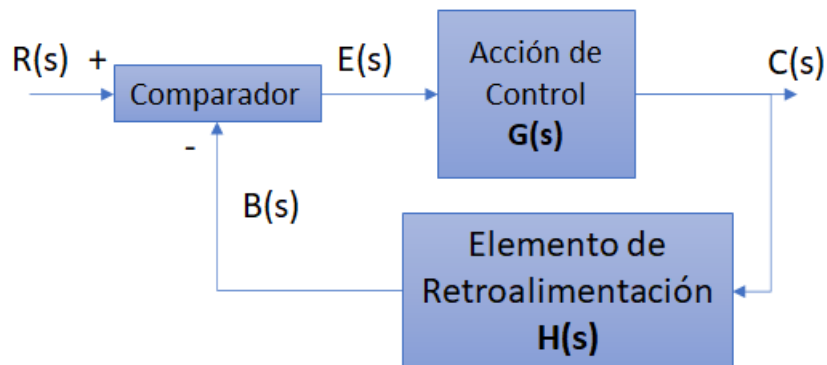 R(s) +
Comparador
E(s)
Acción de
Control
G(s)
C(s)
-
B(s)
Elemento de
Retroalimentación
H(s)